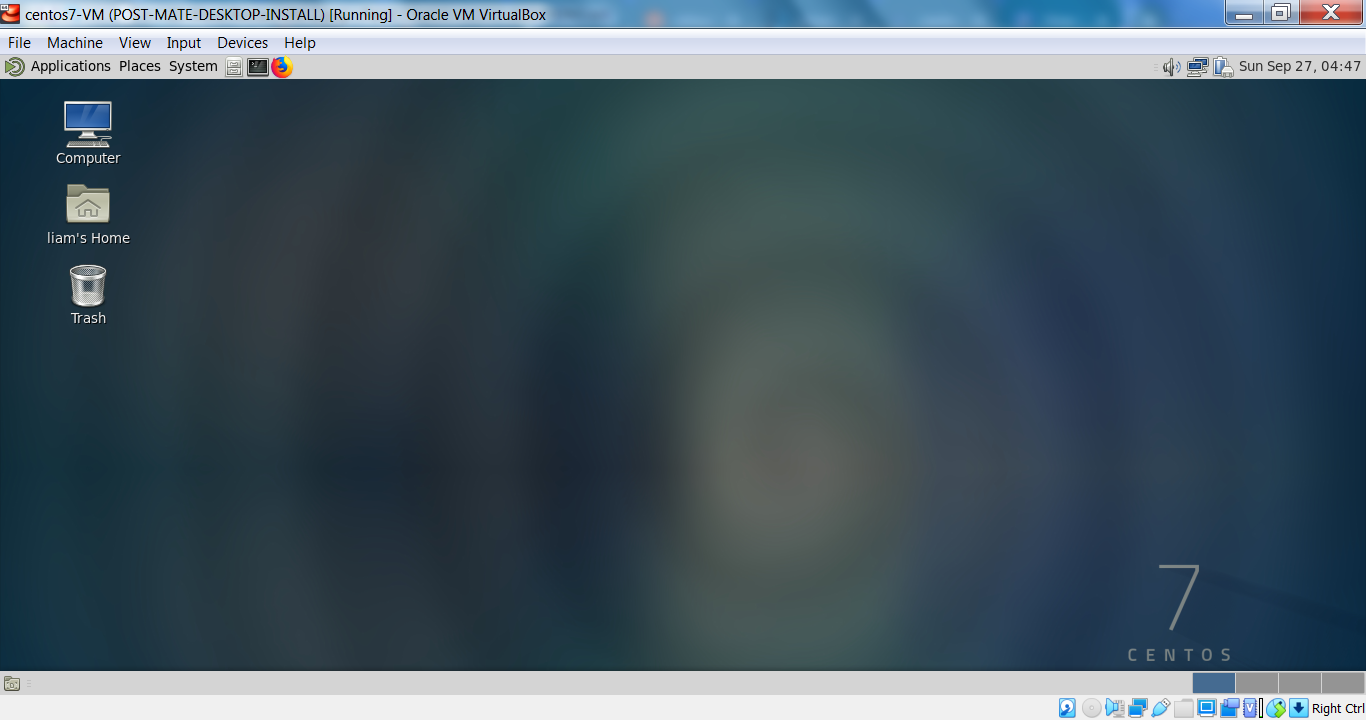 centos7-VM (POST-MATE-DESKTOP-INSTALL) [Running] - Oracle VM VirtualBox
File Machine View Input Devices Help
Applications Places System Sun Sep 27, 04:47
Computer
liam's Home
Trash
7
CENTOS
Right Ctrl